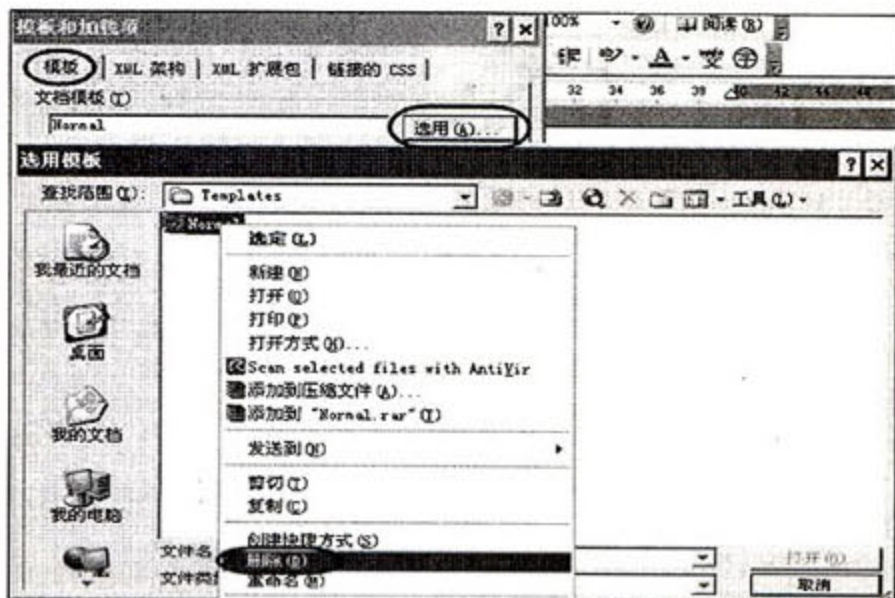 模板和加载项
100%
阅读(R)
模板 XML 架构 XML 扩展包 链接的 CSS
A
32 34 36 38 40 42 44 46
文档模板(T)
Normal
选用(A)...
选用模板
查找范围(I): Templates 工具(L)
Normal
我最近的文档
桌面
我的文档
我的电脑
选定(L)
新建(N)
打开(O)
打印(P)
打开方式(H)...
Scan selected files with AntiVir
添加到压缩文件(A)...
添加到 "Normal.rar"(T)
发送到(N)
剪切(T)
复制(C)
创建快捷方式(S)
删除(D)
重命名(M)
文件名
文件类
打开(O)
取消